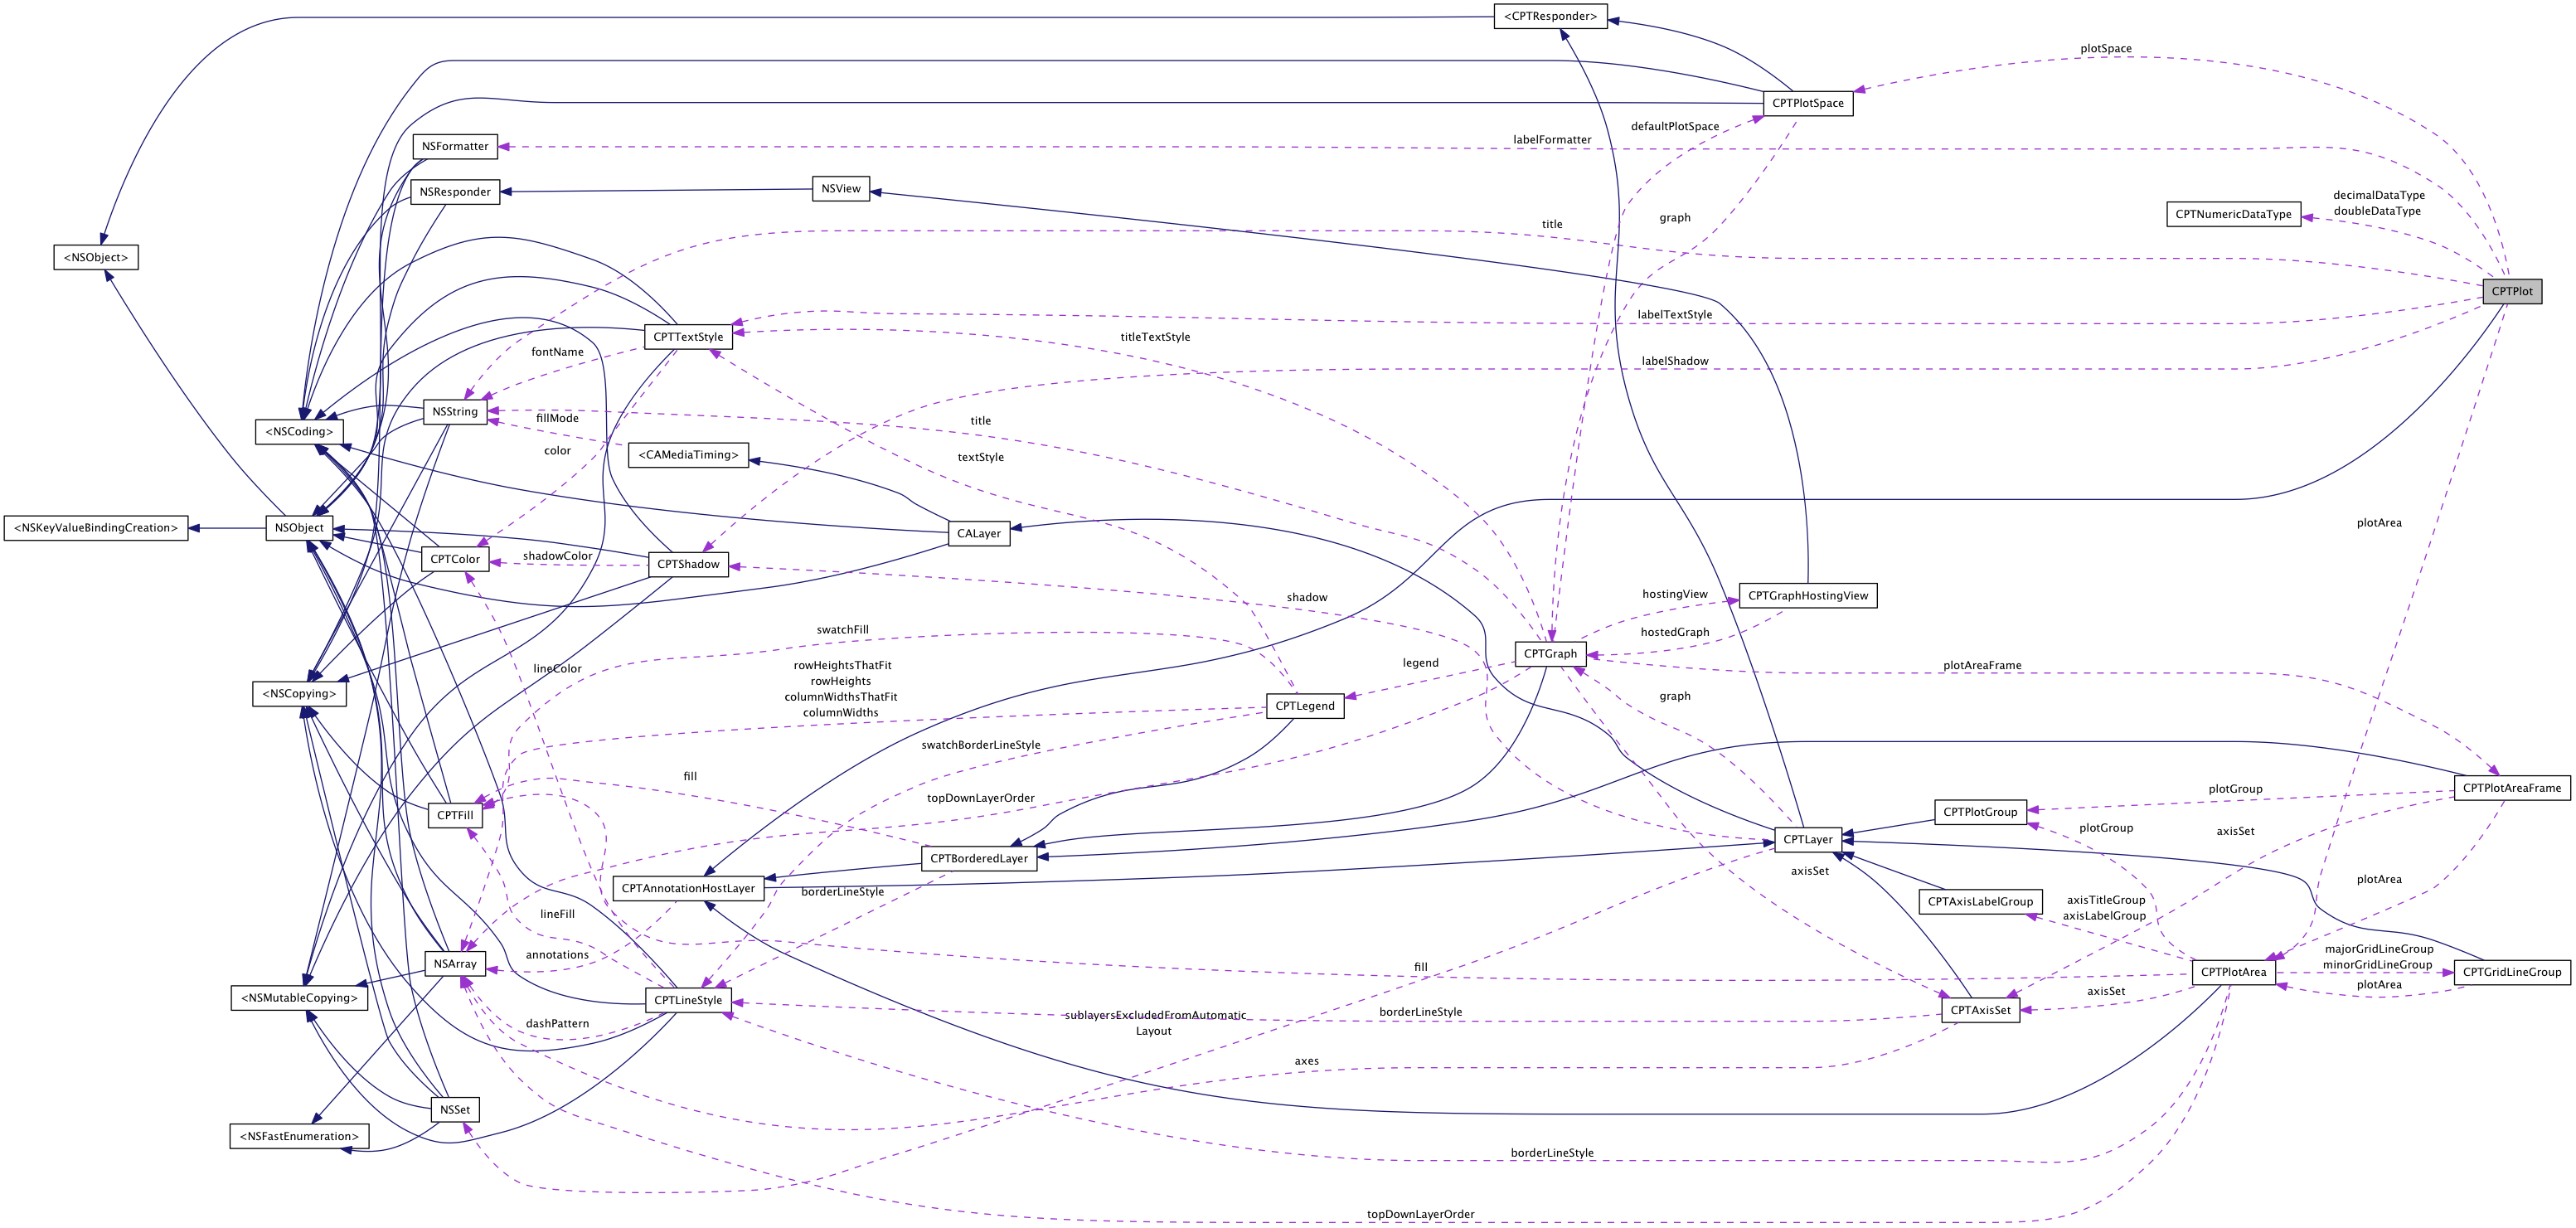 <CPTResponder>
plotSpace
CPTPlotSpace
defaultPlotSpace
labelFormatter
NSFormatter
NSResponder
NSView
decimalDataType
doubleDataType
CPTNumericDataType
graph
title
<NSObject>
CPTPlot
labelTextStyle
CPTTextStyle
titleTextStyle
fontName
labelShadow
NSString
fillMode
title
<NSCoding>
color
<CAMediaTiming>
textStyle
plotArea
<NSKeyValueBindingCreation>
NSObject
CALayer
CPTColor
shadowColor
CPTShadow
shadow
hostingView
CPTGraphHostingView
swatchFill
hostedGraph
CPTGraph
legend
plotAreaFrame
lineColor
rowHeightsThatFit
rowHeights
columnWidthsThatFit
columnWidths
<NSCopying>
graph
CPTLegend
swatchBorderLineStyle
fill
plotGroup
CPTPlotAreaFrame
topDownLayerOrder
CPTFill
CPTPlotGroup
plotGroup
axisSet
CPTLayer
CPTBorderedLayer
axisSet
plotArea
CPTAnnotationHostLayer
borderLineStyle
CPTAxisLabelGroup
axisTitleGroup
axisLabelGroup
lineFill
annotations
majorGridLineGroup
minorGridLineGroup
NSArray
fill
CPTPlotArea
CPTGridLineGroup
plotArea
<NSMutableCopying>
CPTLineStyle
axisSet
dashPattern
sublayersExcludedFromAutomatic
Layout
borderLineStyle
CPTAxisSet
axes
NSSet
<NSFastEnumeration>
borderLineStyle
topDownLayerOrder